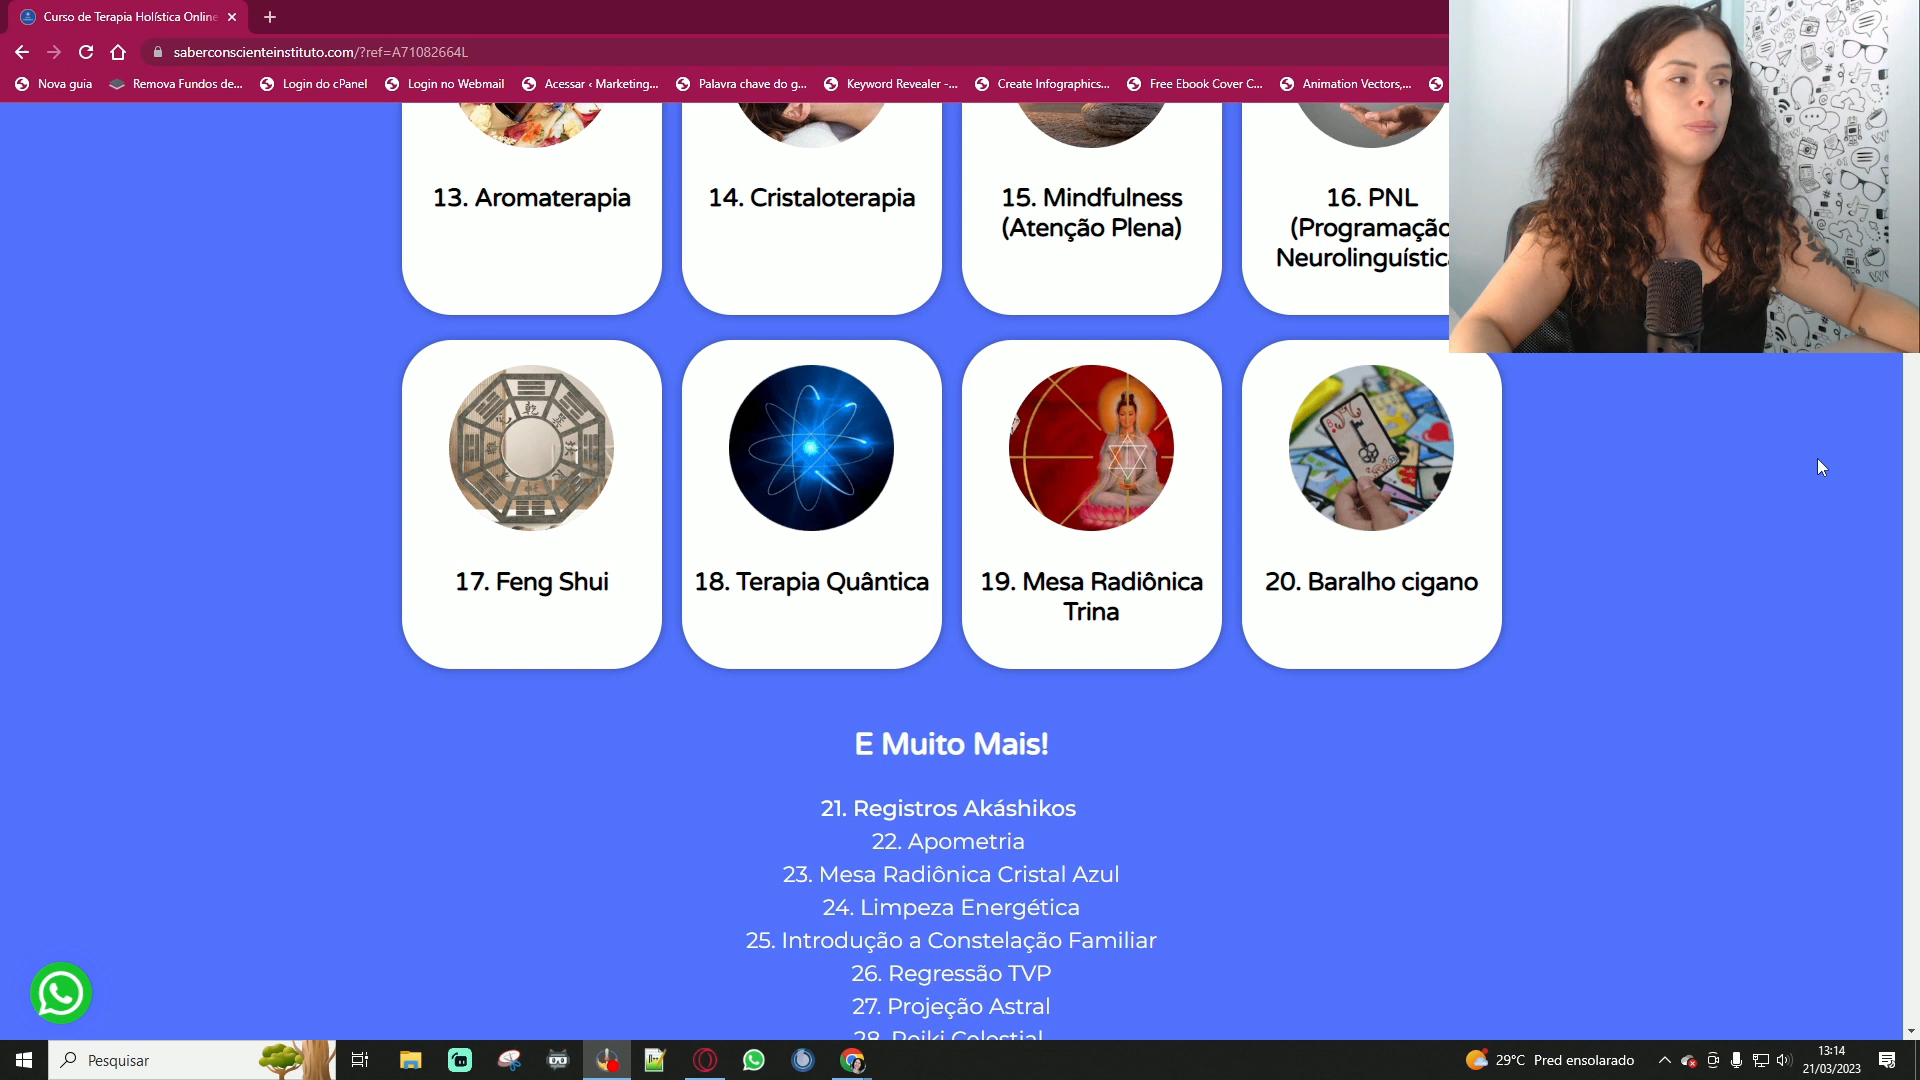 Curso de Terapia Holística Online
saberconscienteinstituto.com/?ref=A71082664L
Nova guia
Remova Fundos de...
Login do cPanel
Login no Webmail
Acessar ‹ Marketing...
Palavra chave do g...
Keyword Revealer -...
Create Infographics...
Free Ebook Cover C...
Animation Vectors,...
13. Aromaterapia
14. Cristaloterapia
15. Mindfulness
(Atenção Plena)
16. PNL
(Programação
Neurolinguístic
17. Feng Shui
18. Terapia Quântica
19. Mesa Radiônica
Trina
20. Baralho cigano
E Muito Mais!
21. Registros Akáshikos
22. Apometria
23. Mesa Radiônica Cristal Azul
24. Limpeza Energética
25. Introdução a Constelação Familiar
26. Regressão TVP
27. Projeção Astral
28. Reiki Celestial
Pesquisar
29°C Pred ensolarado
13:14
21/03/2023